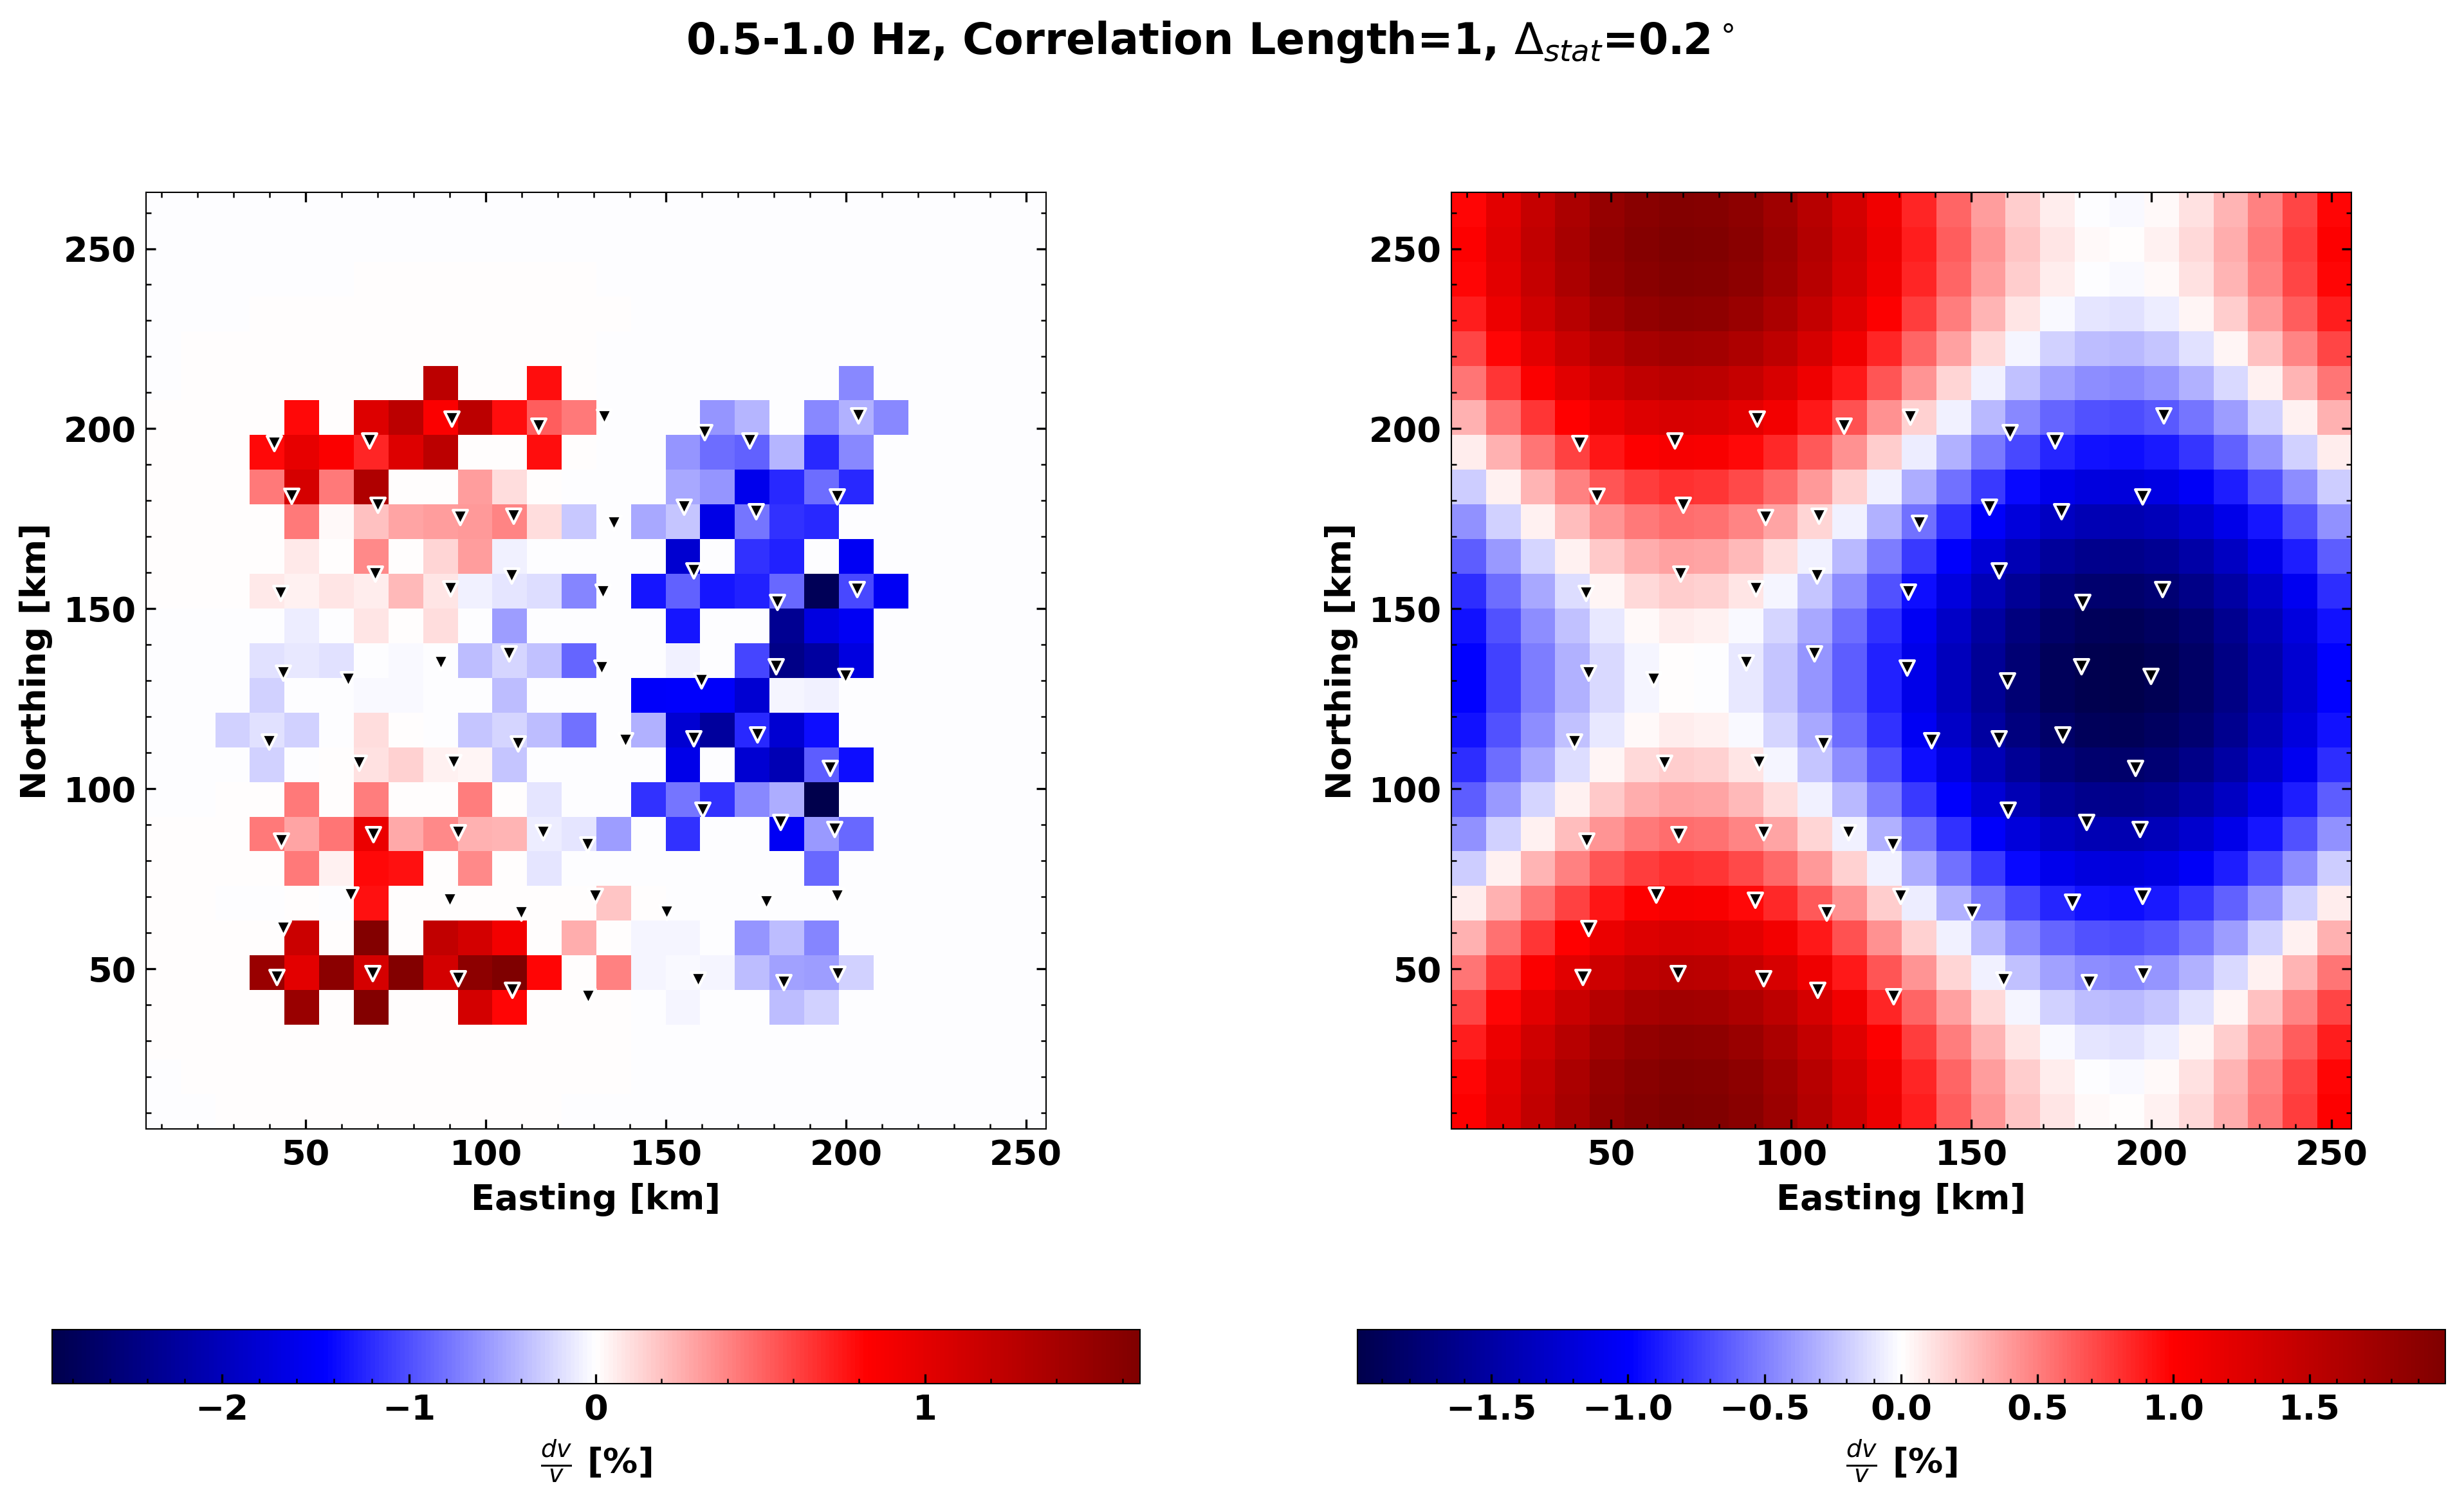 0.5-1.0 Hz, Correlation Length=1, Δstat=0.2°
250
200
150
100
50
Northing [km]
50 100 150 200 250
Easting [km]
−2 −1 0 1
dv/v [%]
250
200
150
100
50
Northing [km]
50 100 150 200 250
Easting [km]
−1.5 −1.0 −0.5 0.0 0.5 1.0 1.5
dv/v [%]